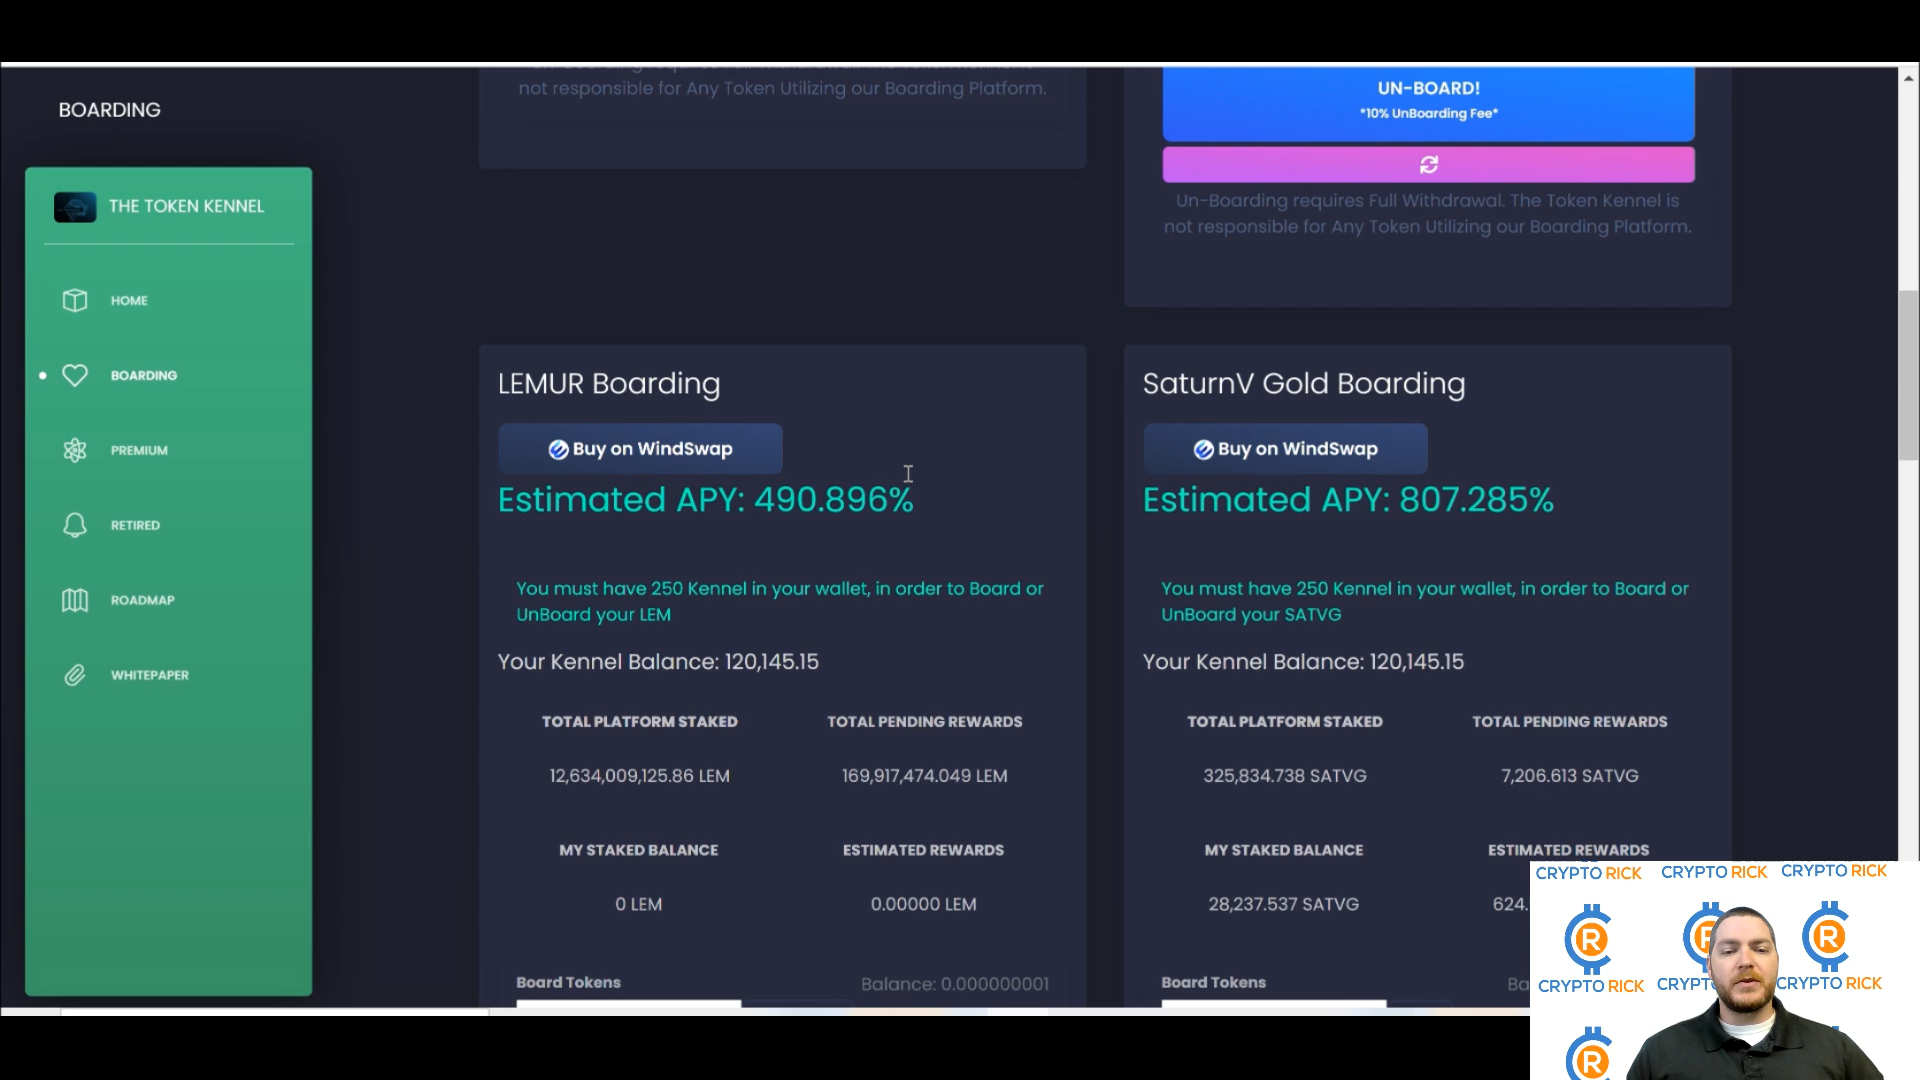 BOARDING
THE TOKEN KENNEL
HOME
BOARDING
PREMIUM
RETIRED
ROADMAP
WHITEPAPER
not responsible for Any Token Utilizing our Boarding Platform.
UN-BOARD!
*10% UnBoarding Fee*
Un-Boarding requires Full Withdrawal. The Token Kennel is
not responsible for Any Token Utilizing our Boarding Platform.
LEMUR Boarding
Buy on WindSwap
Estimated APY: 490.896%
You must have 250 Kennel in your wallet, in order to Board or
UnBoard your LEM
Your Kennel Balance: 120,145.15
TOTAL PLATFORM STAKED
TOTAL PENDING REWARDS
12,634,009,125.86 LEM
169,917,474.049 LEM
MY STAKED BALANCE
ESTIMATED REWARDS
0 LEM
0.00000 LEM
Board Tokens
Balance: 0.000000001
SaturnV Gold Boarding
Buy on WindSwap
Estimated APY: 807.285%
You must have 250 Kennel in your wallet, in order to Board or
UnBoard your SATVG
Your Kennel Balance: 120,145.15
TOTAL PLATFORM STAKED
TOTAL PENDING REWARDS
325,834.738 SATVG
7,206.613 SATVG
MY STAKED BALANCE
ESTIMATED REWARDS
28,237.537 SATVG
624.
Board Tokens
Ba
CRYPTO RICK CRYPTO RICK CRYPTO RICK
R R R
CRYPTO RICK CRYPT CRYPTO RICK
R